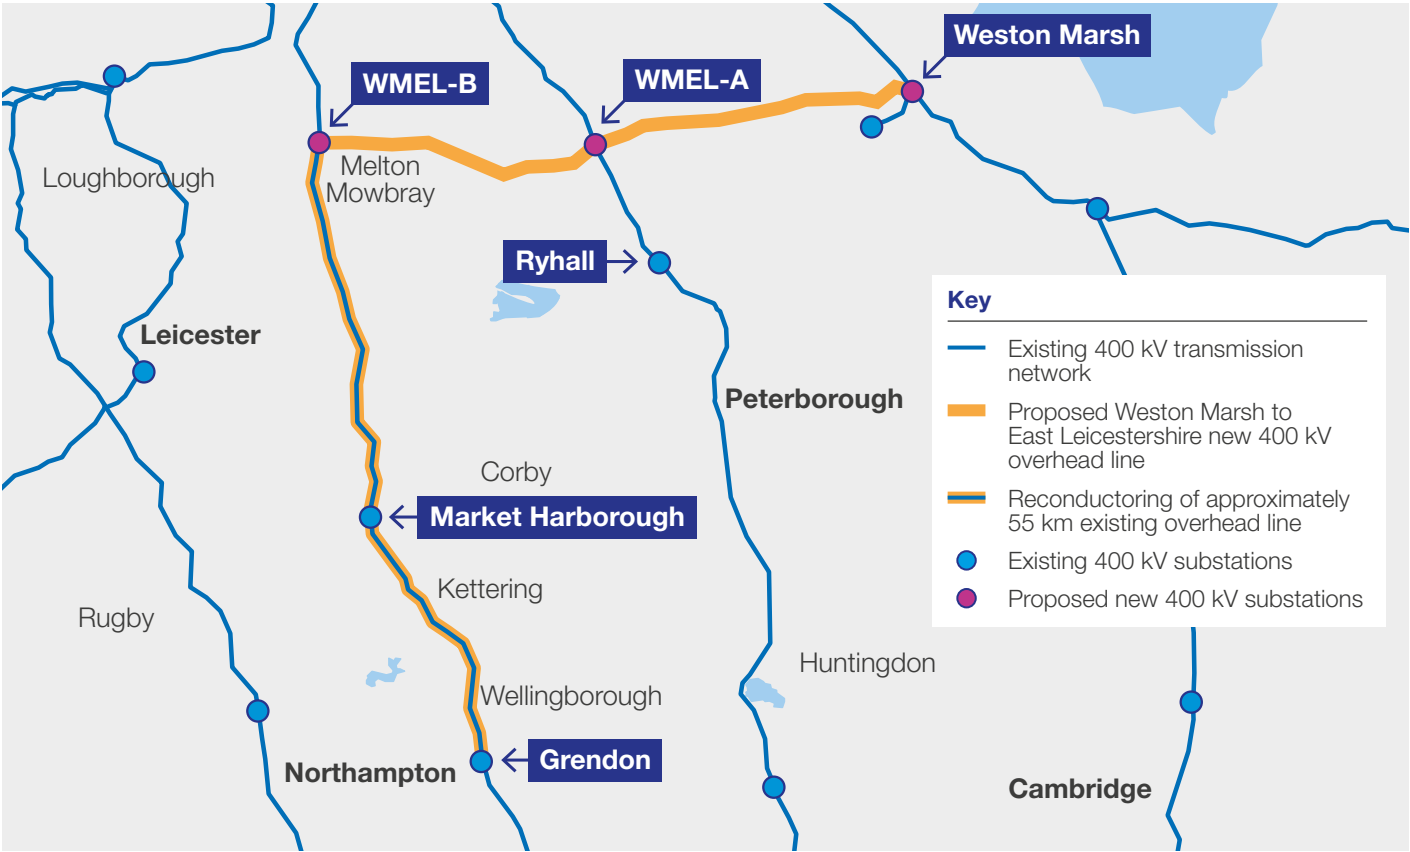 Weston Marsh
WMEL-B
WMEL-A
Melton
Mowbray
Loughborough
Ryhall
Leicester
Peterborough
Corby
Market Harborough
Kettering
Rugby
Huntingdon
Wellingborough
Northampton
Grendon
Cambridge
Key
Existing 400 kV transmission
network
Proposed Weston Marsh to
East Leicestershire new 400 kV
overhead line
Reconductoring of approximately
55 km existing overhead line
Existing 400 kV substations
Proposed new 400 kV substations